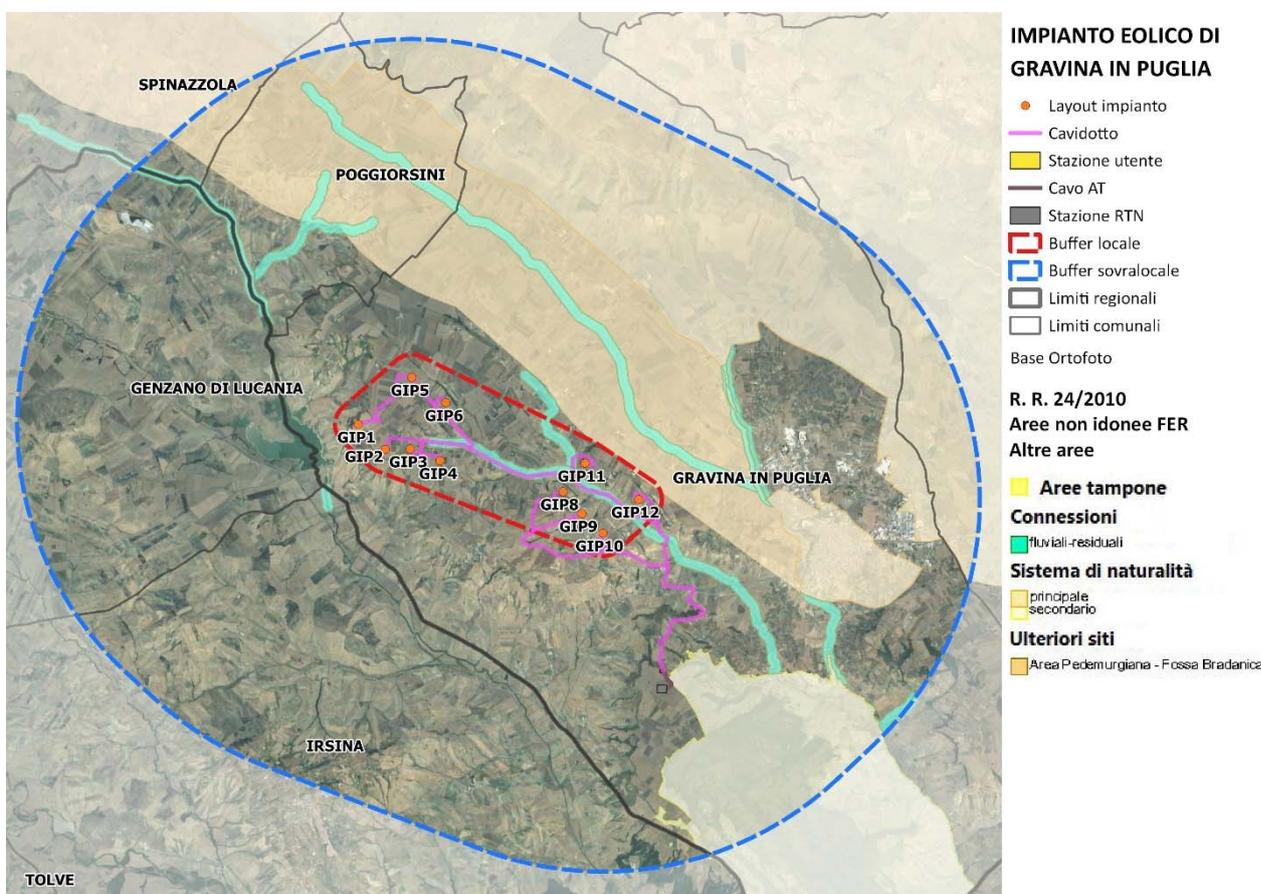 SPINAZZOLA
POGGIORSINI
GENZANO DI LUCANIA
GIP5
GIP6
GIP1
GIP2
GIP3
GIP4
GIP11
GRAVINA IN PUGLIA
GIP8
GIP12
GIP9
GIP10
IRSINA
TOLVE
IMPIANTO EOLICO DI
GRAVINA IN PUGLIA
Layout impianto
Cavidotto
Stazione utente
Cavo AT
Stazione RTN
Buffer locale
Buffer sovralocale
Limiti regionali
Limiti comunali
Base Ortofoto
R. R. 24/2010
Aree non idonee FER
Altre aree
Aree tampone
Connessioni
fluviali-residuali
Sistema di naturalità
principale
secondario
Ulteriori siti
Area Pedemurgiana - Fossa Bradanica